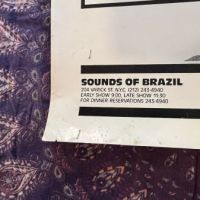 SOUNDS OF BRAZIL
204 VARICK ST. N.Y.C. (212) 243-4940
EARLY SHOW 9:00, LATE SHOW 11:30
FOR DINNER RESERVATIONS 243-4940